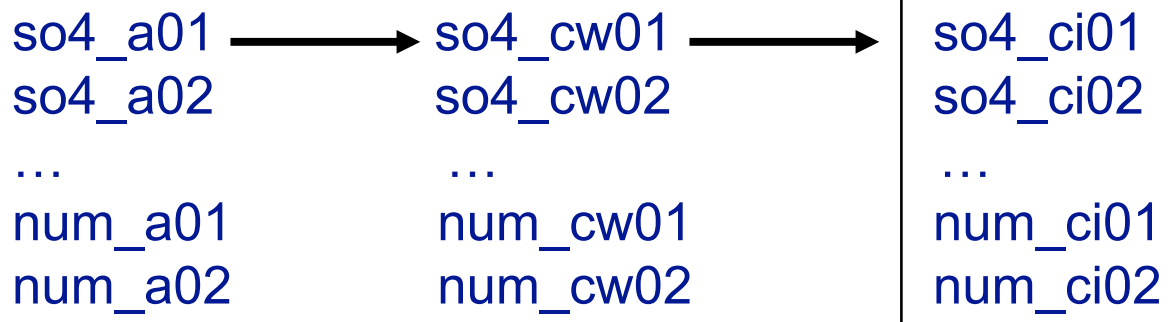 so4_a01 so4_cw01 so4_ci01
so4_a02 so4_cw02 so4_ci02
… … …
num_a01 num_cw01 num_ci01
num_a02 num_cw02 num_ci02